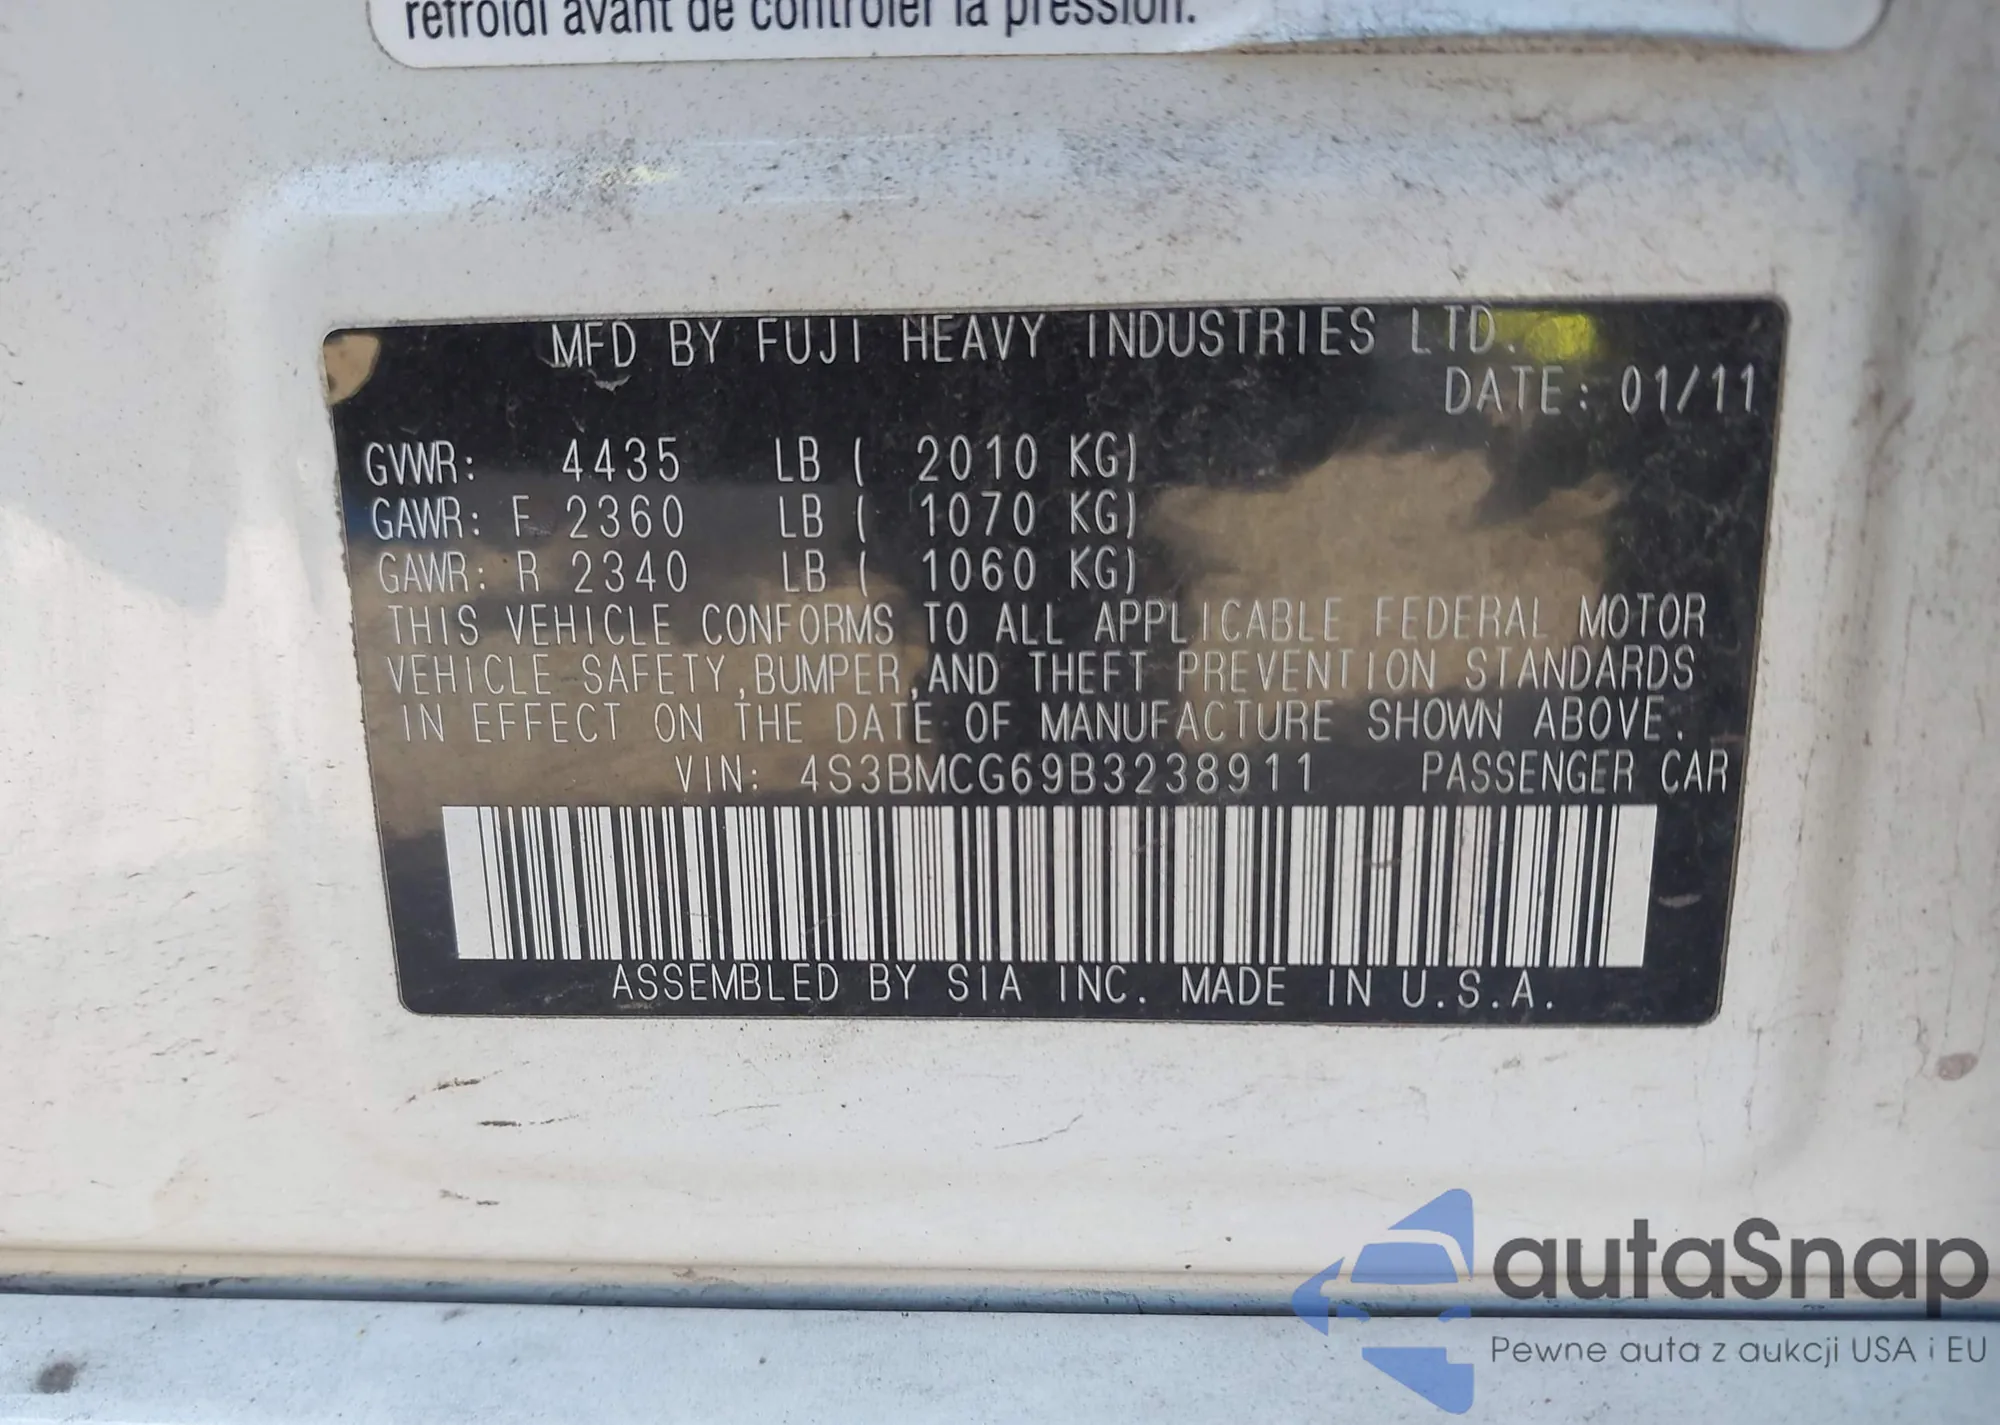 refroidi avant de contrôler la pression.
MFD BY FUJI HEAVY INDUSTRIES LTD.
DATE: 01/11
GVWR: 4435 LB ( 2010 KG)
GAWR: F 2360 LB ( 1070 KG)
GAWR: R 2340 LB ( 1060 KG)
THIS VEHICLE CONFORMS TO ALL APPLICABLE FEDERAL MOTOR
VEHICLE SAFETY,BUMPER,AND THEFT PREVENTION STANDARDS
IN EFFECT ON THE DATE OF MANUFACTURE SHOWN ABOVE.
VIN: 4S3BMCG69B3238911 PASSENGER CAR
ASSEMBLED BY SIA INC. MADE IN U.S.A.
autaSnap
Pewne auta z aukcji USA i EU